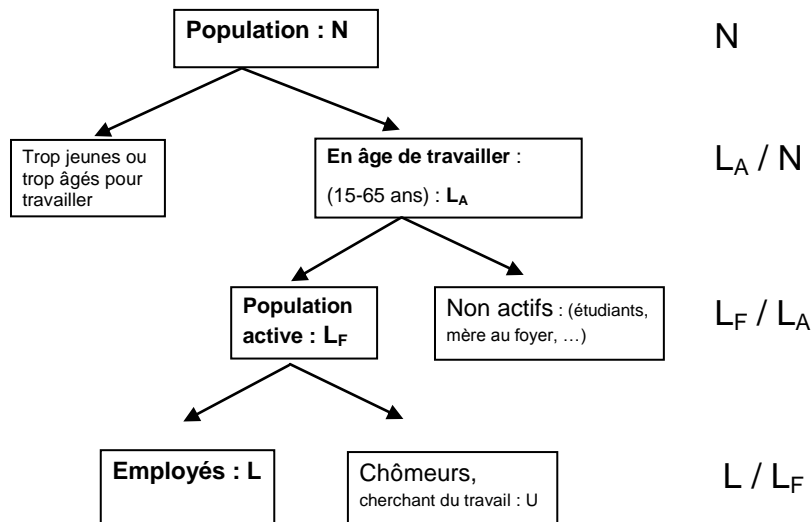 Population : N
N
Trop jeunes ou
trop âgés pour
travailler
En âge de travailler :
(15-65 ans) : LA
LA / N
Population
active : LF
Non actifs : (étudiants,
mère au foyer, …)
LF / LA
Employés : L
Chômeurs,
cherchant du travail : U
L / LF